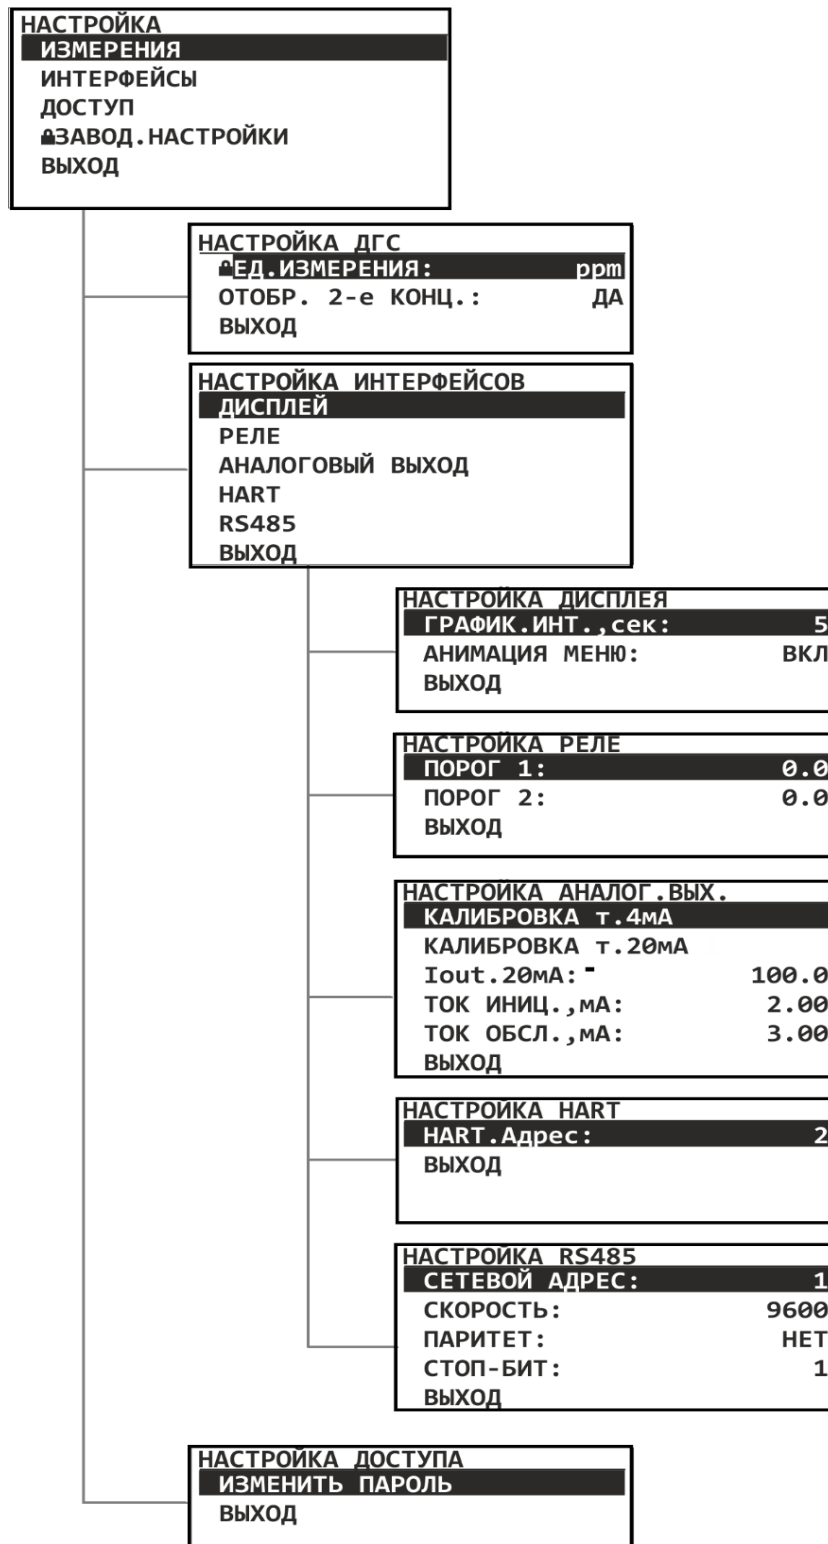 НАСТРОЙКА
ИЗМЕРЕНИЯ
ИНТЕРФЕЙСЫ
ДОСТУП
ЗАВОД.НАСТРОЙКИ
ВЫХОД
НАСТРОЙКА ДГС
ЕД.ИЗМЕРЕНИЯ: ppm
ОТОБР. 2-е КОНЦ.: ДА
ВЫХОД
НАСТРОЙКА ИНТЕРФЕЙСОВ
ДИСПЛЕЙ
РЕЛЕ
АНАЛОГОВЫЙ ВЫХОД
HART
RS485
ВЫХОД
НАСТРОЙКА ДИСПЛЕЯ
ГРАФИК.ИНТ.,сек: 5
АНИМАЦИЯ МЕНЮ: ВКЛ
ВЫХОД
НАСТРОЙКА РЕЛЕ
ПОРОГ 1: 0.0
ПОРОГ 2: 0.0
ВЫХОД
НАСТРОЙКА АНАЛОГ.ВЫХ.
КАЛИБРОВКА т.4мА
КАЛИБРОВКА т.20мА
Iout.20мА:- 100.0
ТОК ИНИЦ.,мА: 2.00
ТОК ОБСЛ.,мА: 3.00
ВЫХОД
НАСТРОЙКА HART
HART.Адрес: 2
ВЫХОД
НАСТРОЙКА RS485
СЕТЕВОЙ АДРЕС: 1
СКОРОСТЬ: 9600
ПАРИТЕТ: НЕТ
СТОП-БИТ: 1
ВЫХОД
НАСТРОЙКА ДОСТУПА
ИЗМЕНИТЬ ПАРОЛЬ
ВЫХОД